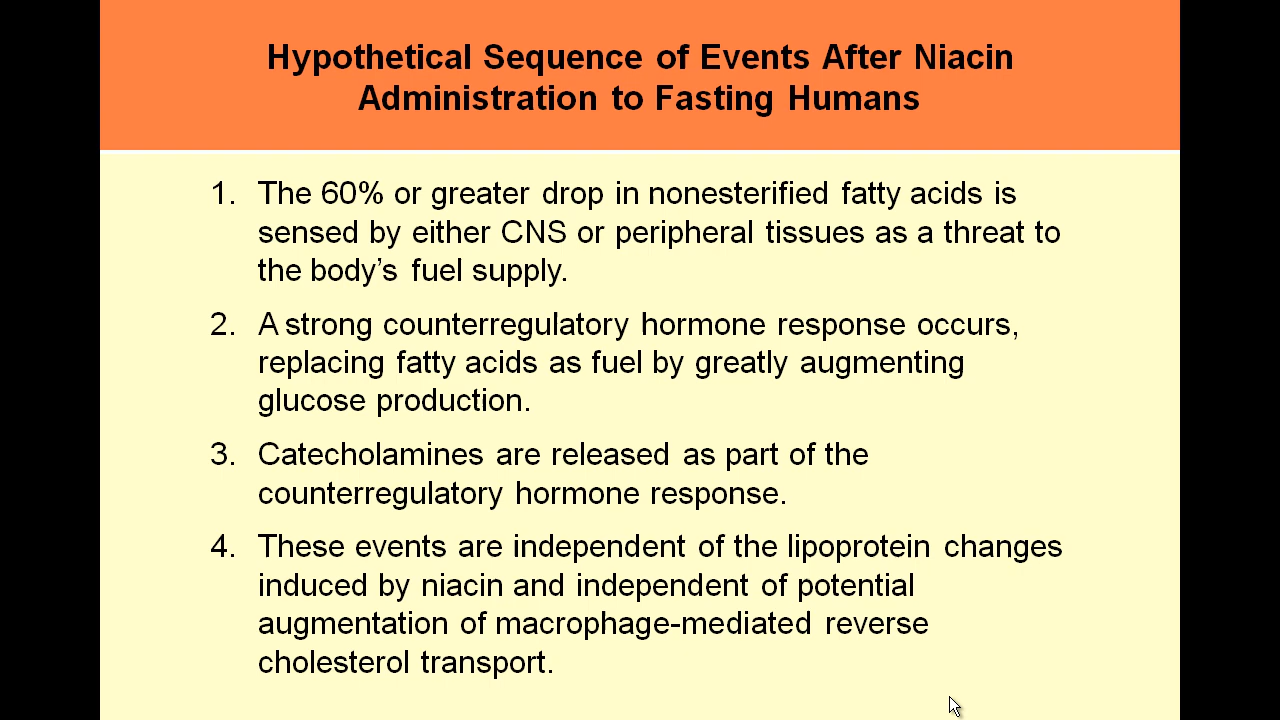 Hypothetical Sequence of Events After Niacin
Administration to Fasting Humans
1. The 60% or greater drop in nonesterified fatty acids is
sensed by either CNS or peripheral tissues as a threat to
the body’s fuel supply.
2. A strong counterregulatory hormone response occurs,
replacing fatty acids as fuel by greatly augmenting
glucose production.
3. Catecholamines are released as part of the
counterregulatory hormone response.
4. These events are independent of the lipoprotein changes
induced by niacin and independent of potential
augmentation of macrophage-mediated reverse
cholesterol transport.